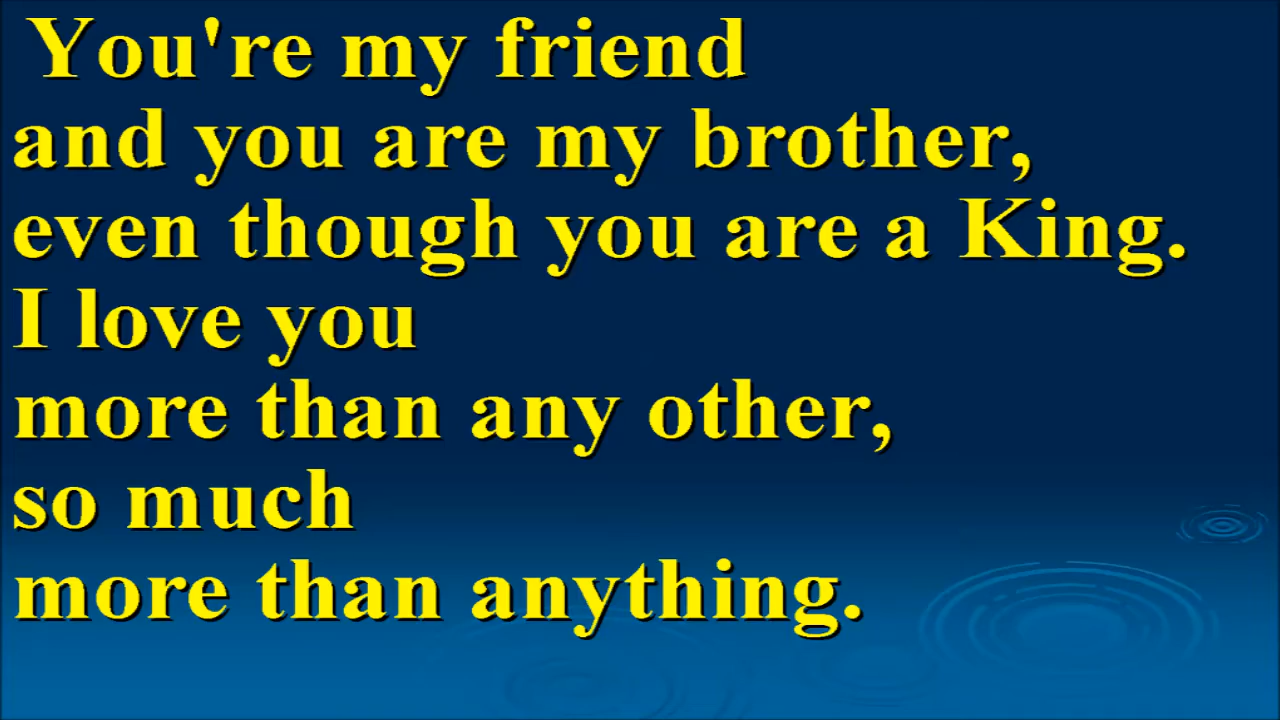 You're my friend
and you are my brother,
even though you are a King.
I love you
more than any other,
so much
more than anything.